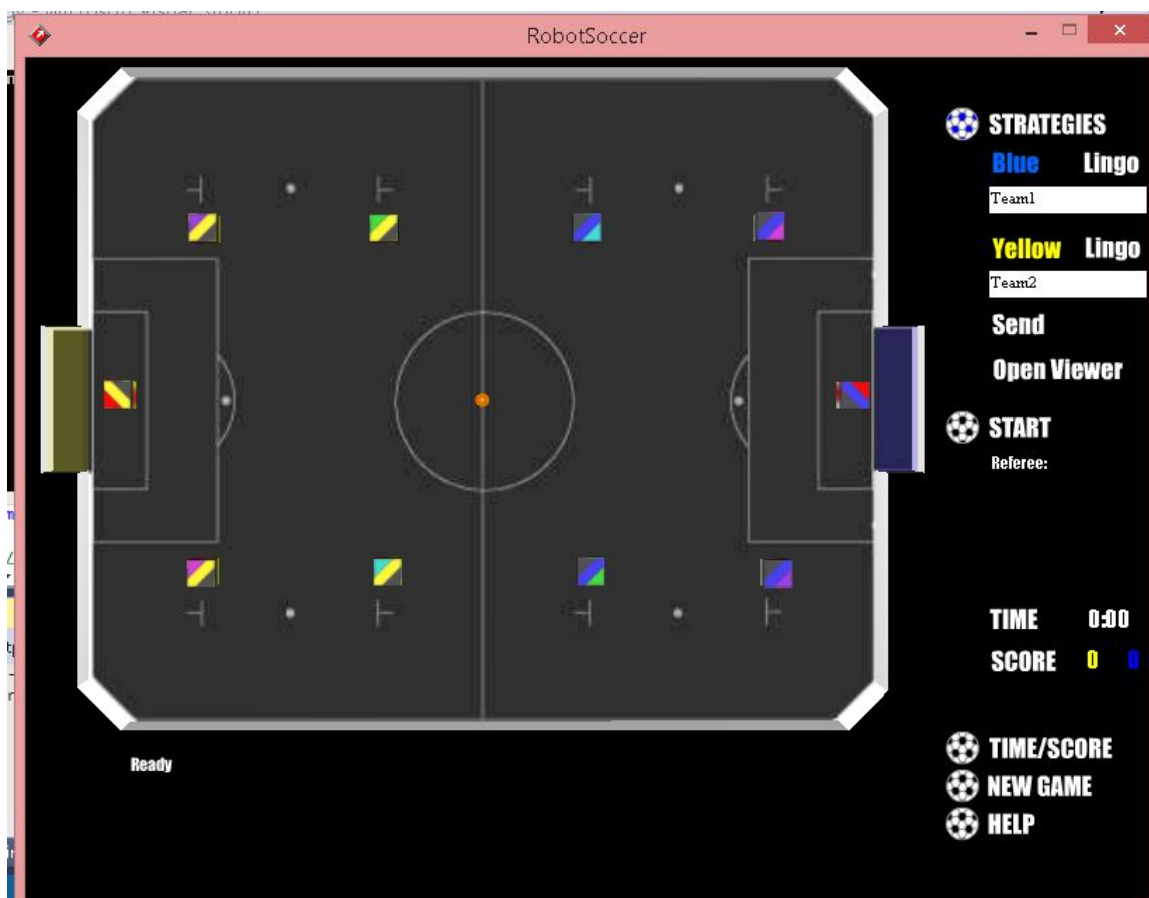 RobotSoccer
STRATEGIES
Blue Lingo
Team1
Yellow Lingo
Team2
Send
Open Viewer
START
Referee:
TIME 0:00
SCORE 0 0
Ready
TIME/SCORE
NEW GAME
HELP